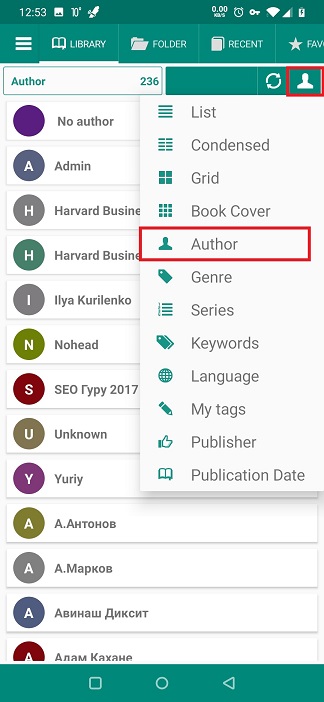 12:53 10° 0.00 KB/S
LIBRARY FOLDER RECENT FAVO
Author 236
No author
A Admin
H Harvard Busine
H Harvard Busine
I Ilya Kurilenko
N Nohead
S SEO Гуру 2017
U Unknown
Y Yuriy
А А.Антонов
А А.Марков
А Авинаш Диксит
А Адам Кахане
List
Condensed
Grid
Book Cover
Author
Genre
Series
Keywords
Language
My tags
Publisher
Publication Date